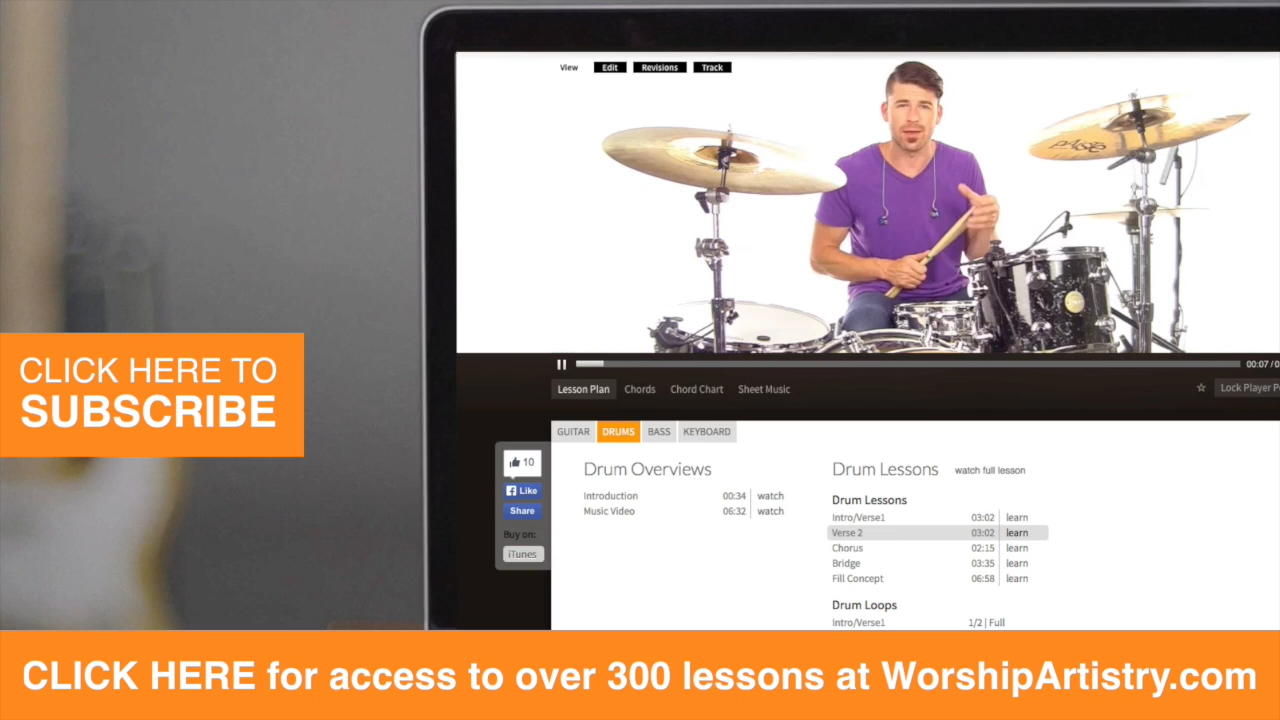 View Edit Revisions Track
CLICK HERE TO
SUBSCRIBE
00:07 / 0
Lesson Plan Chords Chord Chart Sheet Music
Lock Player P
GUITAR DRUMS BASS KEYBOARD
10
Like
Share
Buy on:
iTunes
Drum Overviews
Introduction 00:34 watch
Music Video 06:32 watch
Drum Lessons watch full lesson
Drum Lessons
Intro/Verse1 03:02 learn
Verse 2 03:02 learn
Chorus 02:15 learn
Bridge 03:35 learn
Fill Concept 06:58 learn
Drum Loops
Intro/Verse1 1/2 | Full
CLICK HERE for access to over 300 lessons at WorshipArtistry.com